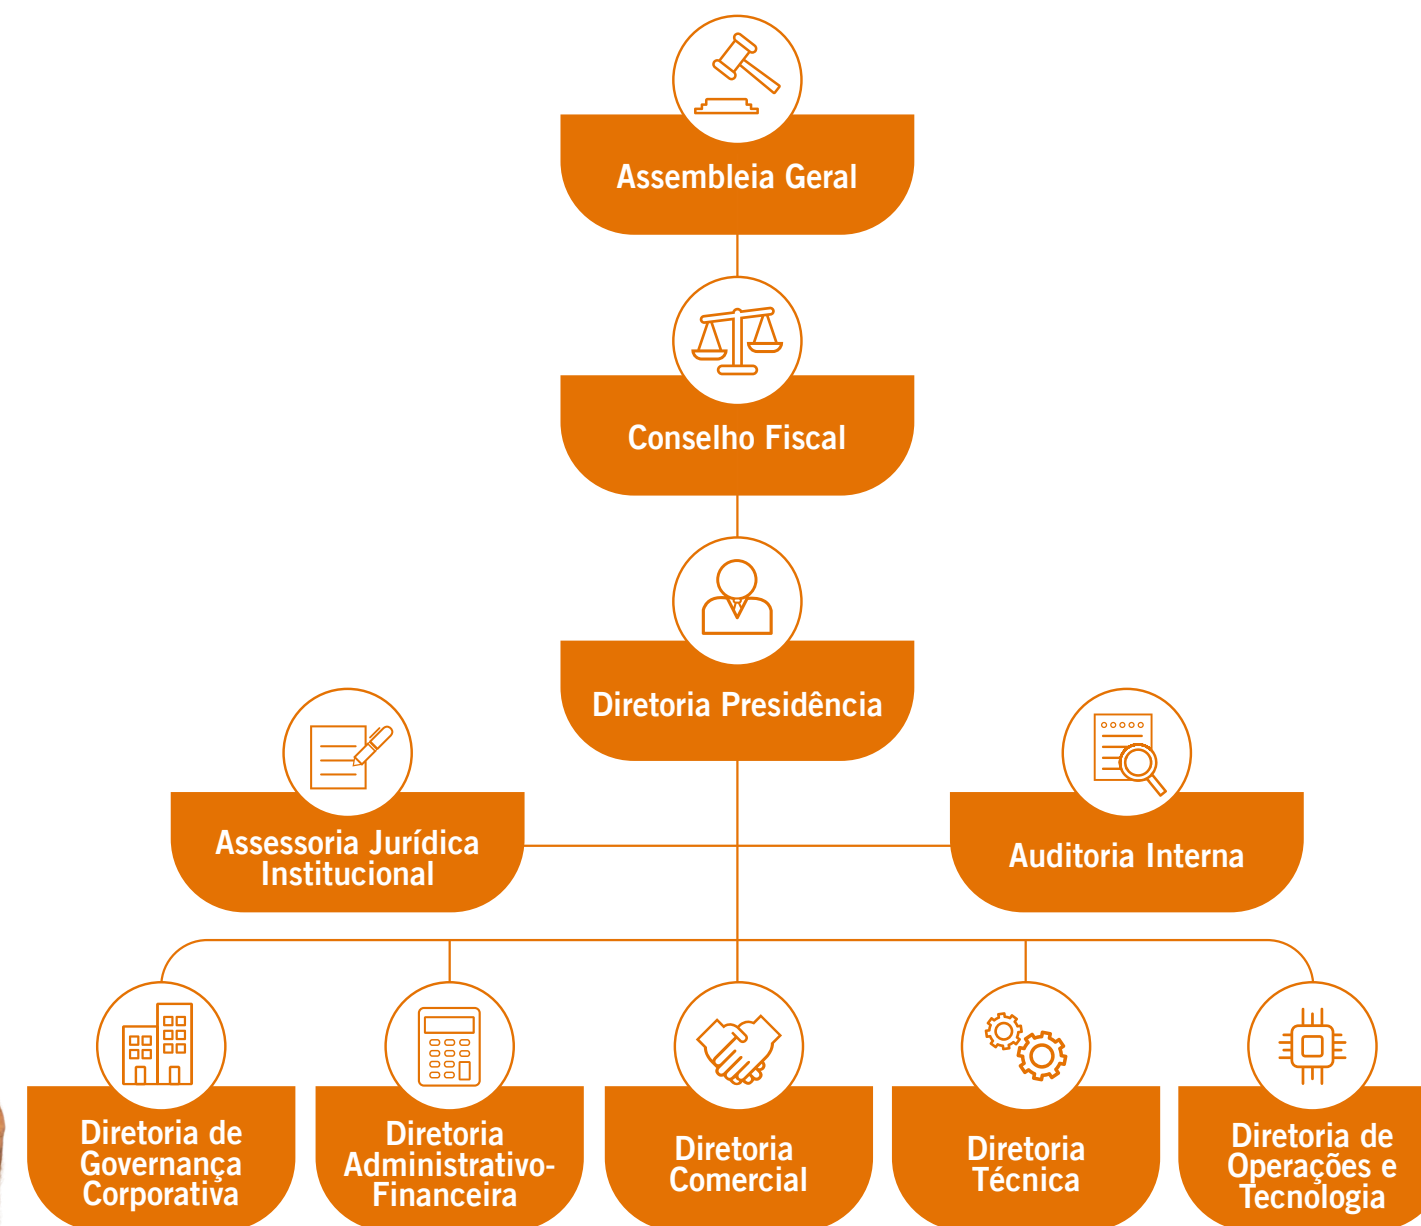 Assembleia Geral
Conselho Fiscal
Diretoria Presidência
Assessoria Jurídica
Institucional
Auditoria Interna
Diretoria de
Governança
Corporativa
Diretoria
Administrativo-
Financeira
Diretoria
Comercial
Diretoria
Técnica
Diretoria de
Operações e
Tecnologia